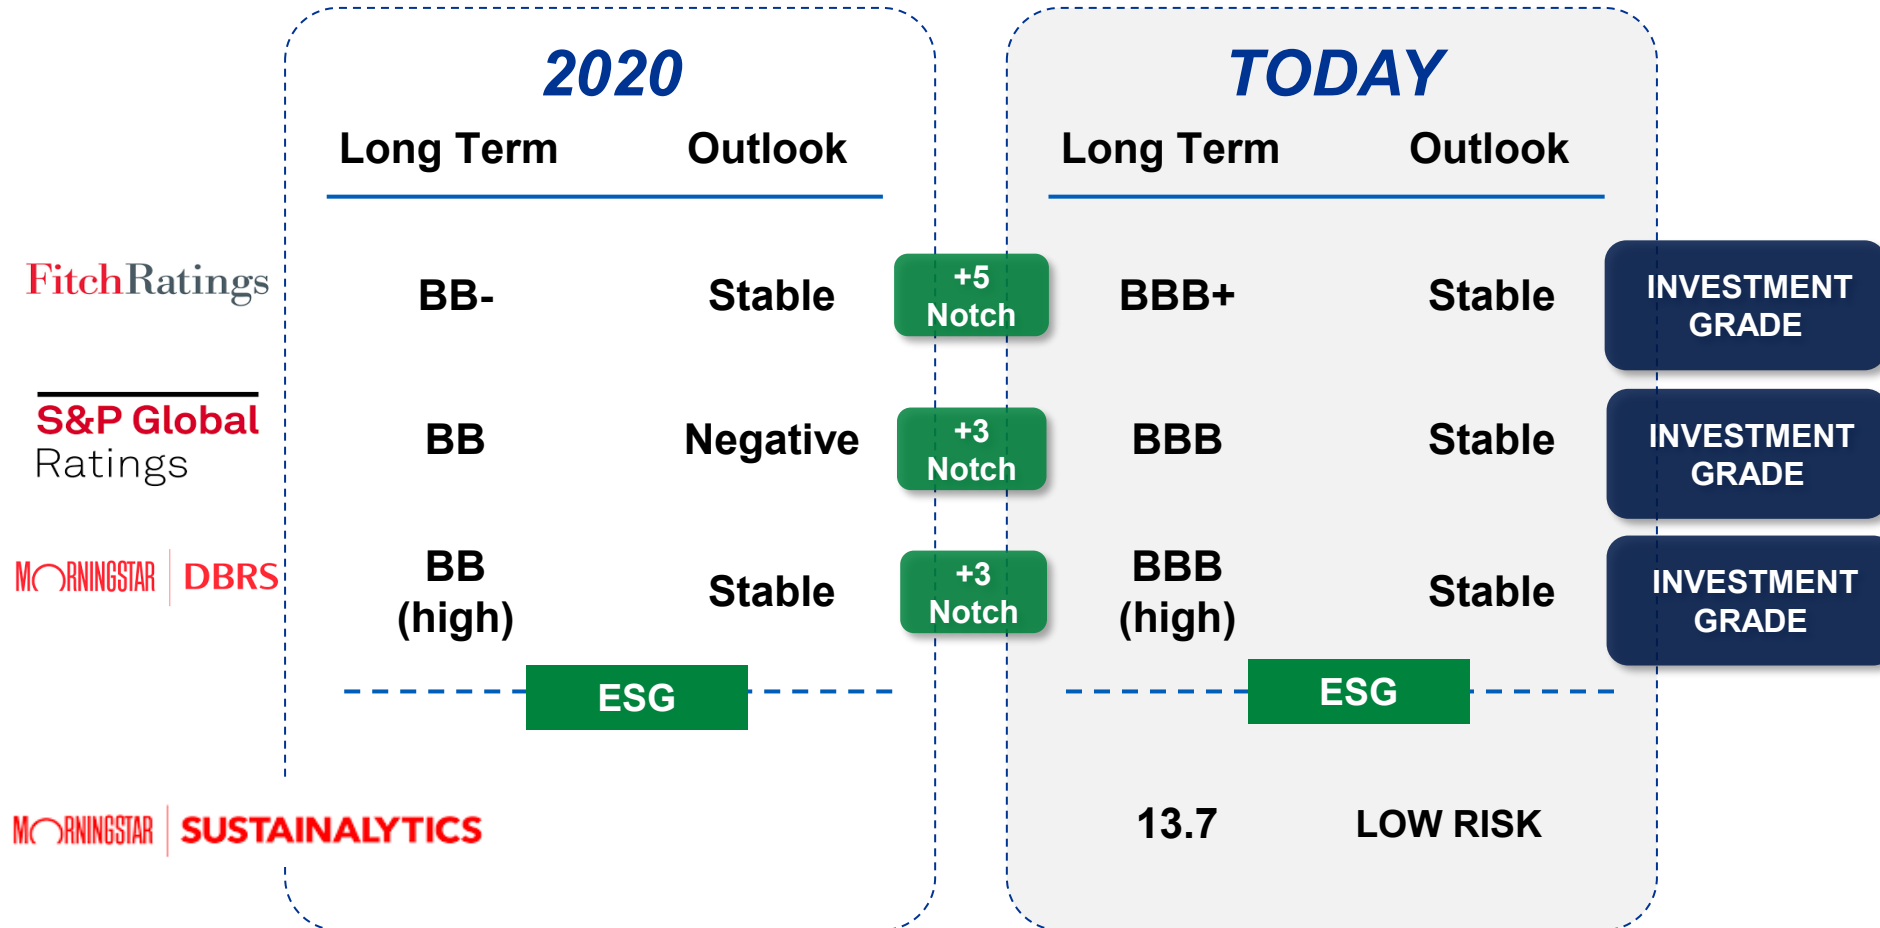 2020
TODAY
Long Term Outlook
Long Term Outlook
FitchRatings
BB- Stable
+5
Notch
BBB+ Stable
INVESTMENT
GRADE
S&P Global
Ratings
BB Negative
+3
Notch
BBB Stable
INVESTMENT
GRADE
MORNINGSTAR DBRS
BB
(high)
Stable
+3
Notch
BBB
(high)
Stable
INVESTMENT
GRADE
ESG
ESG
MORNINGSTAR SUSTAINALYTICS
13.7 LOW RISK